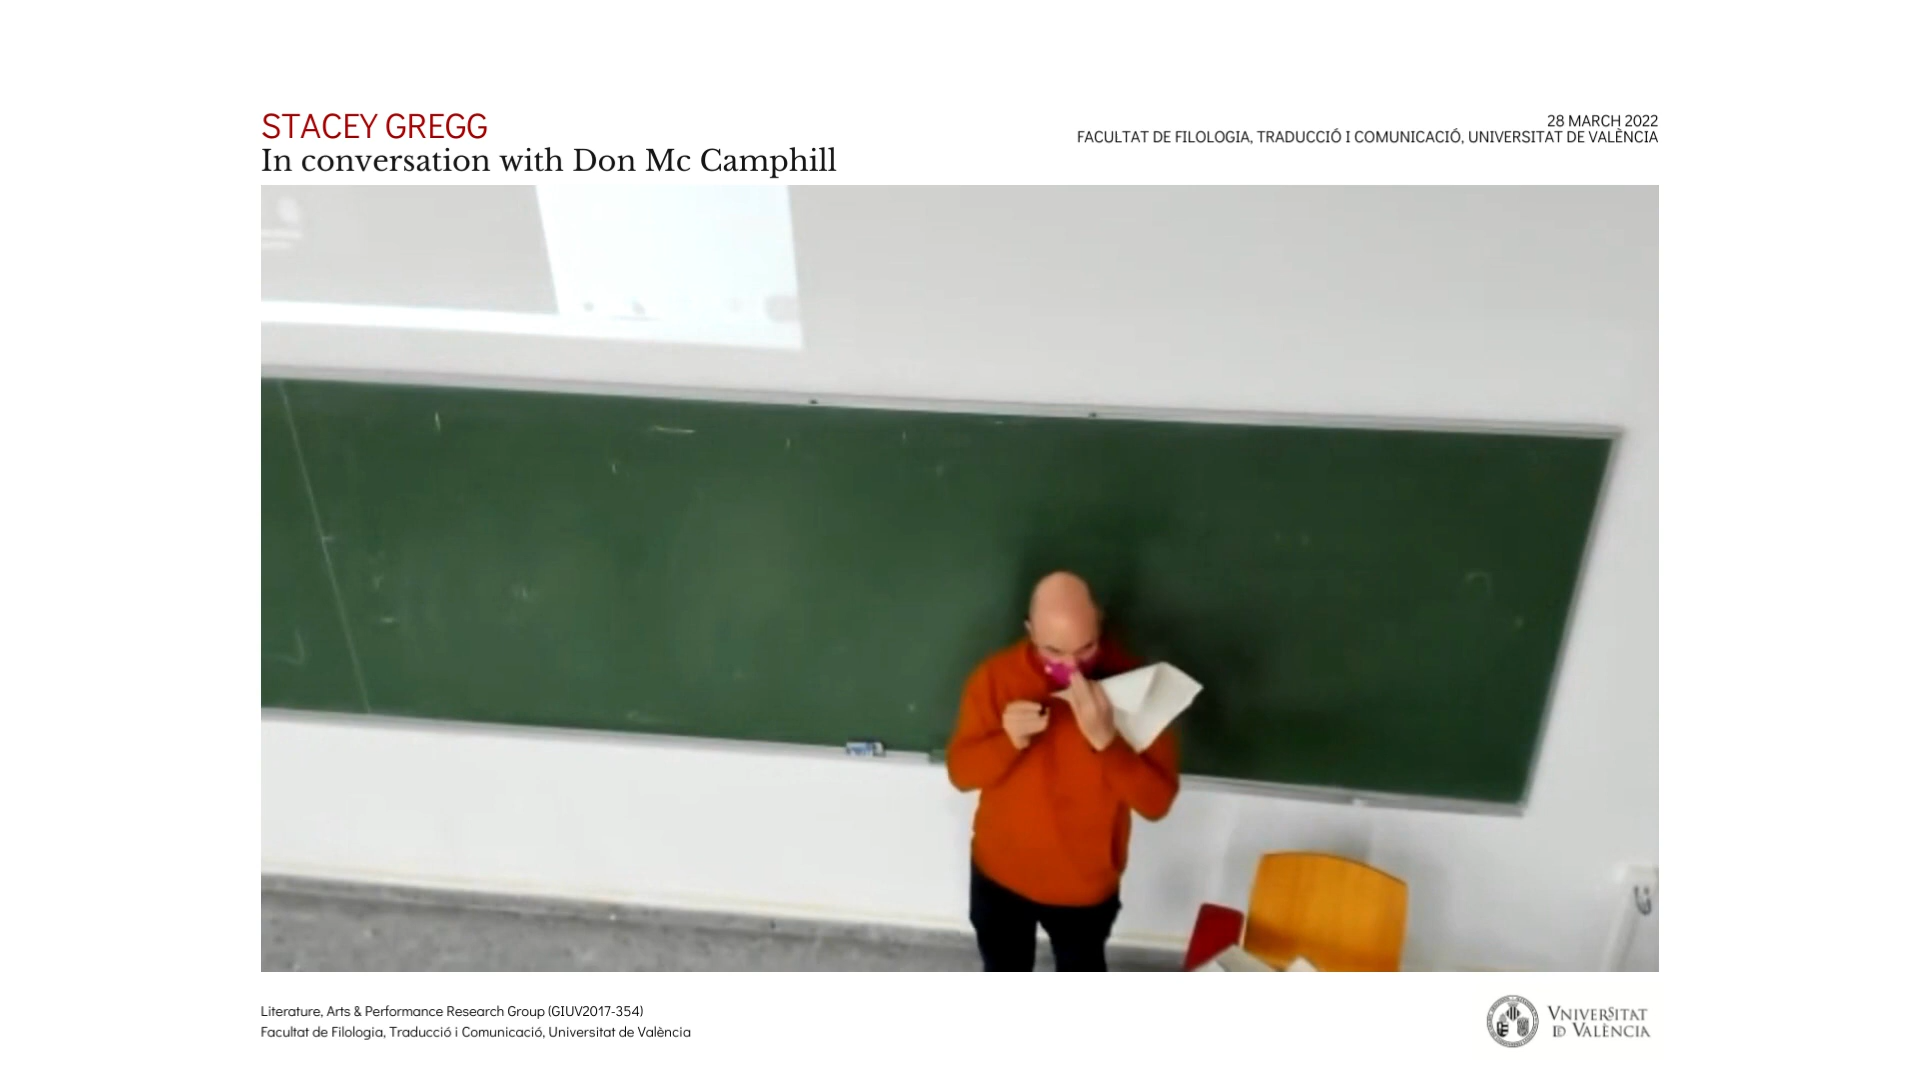 STACEY GREGG
In conversation with Don Mc Camphill
28 MARCH 2022
FACULTAT DE FILOLOGIA, TRADUCCIÓ I COMUNICACIÓ, UNIVERSITAT DE VALÈNCIA
Literature, Arts & Performance Research Group (GIUV2017-354)
Facultat de Filologia, Traducció i Comunicació, Universitat de València
VNIVERSITAT
ID VALÈNCIA